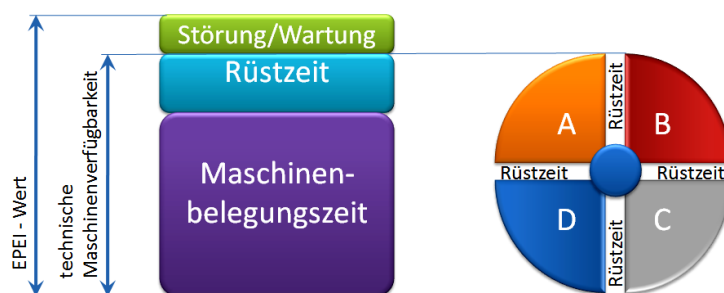 EPEI - Wert
technische
Maschinenverfügbarkeit
Störung/Wartung
Rüstzeit
Maschinen-
belegungszeit
A
Rüstzeit
B
Rüstzeit
Rüstzeit
D
Rüstzeit
C